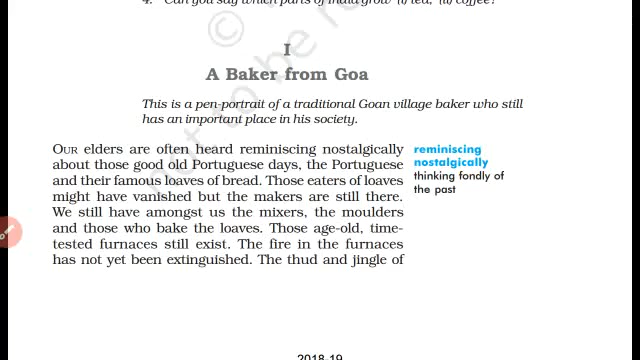 4. Can you say which parts of India grow (i) tea, (ii) coffee?
I
A Baker from Goa
This is a pen-portrait of a traditional Goan village baker who still
has an important place in his society.
OUR elders are often heard reminiscing nostalgically
about those good old Portuguese days, the Portuguese
and their famous loaves of bread. Those eaters of loaves
might have vanished but the makers are still there.
We still have amongst us the mixers, the moulders
and those who bake the loaves. Those age-old, time-
tested furnaces still exist. The fire in the furnaces
has not yet been extinguished. The thud and jingle of
reminiscing
nostalgically
thinking fondly of
the past
2018-19